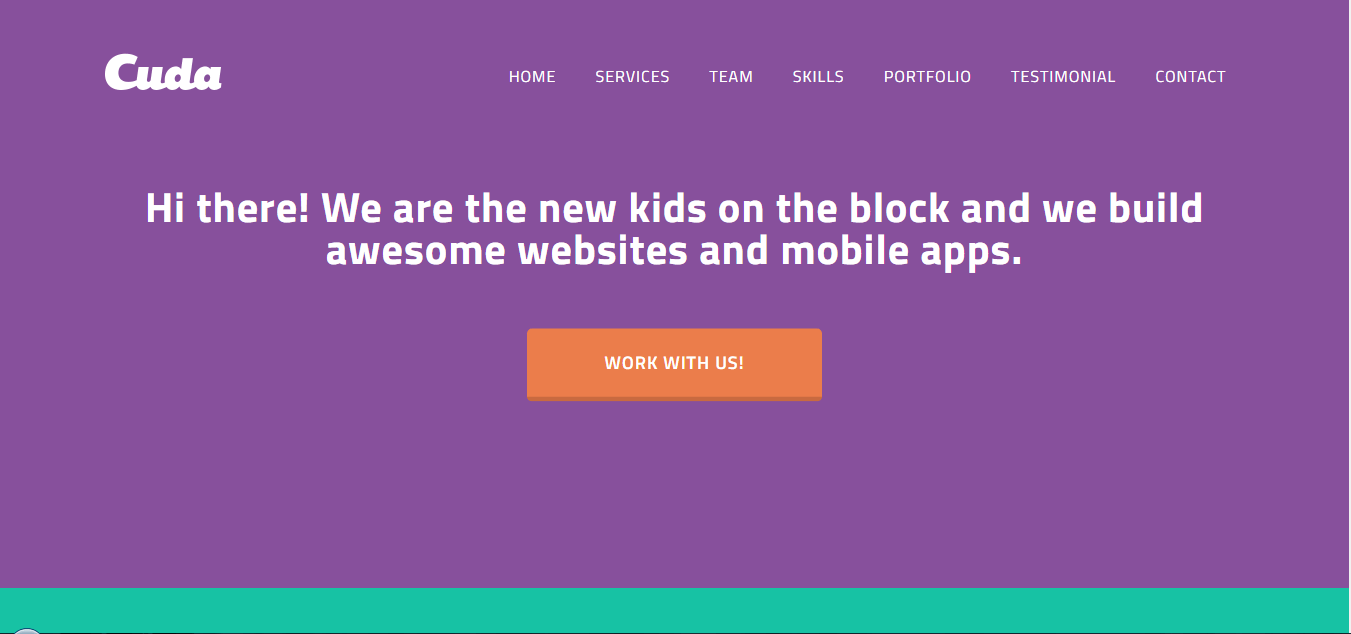 Cuda
HOME SERVICES TEAM SKILLS PORTFOLIO TESTIMONIAL CONTACT
Hi there! We are the new kids on the block and we build
awesome websites and mobile apps.
WORK WITH US!